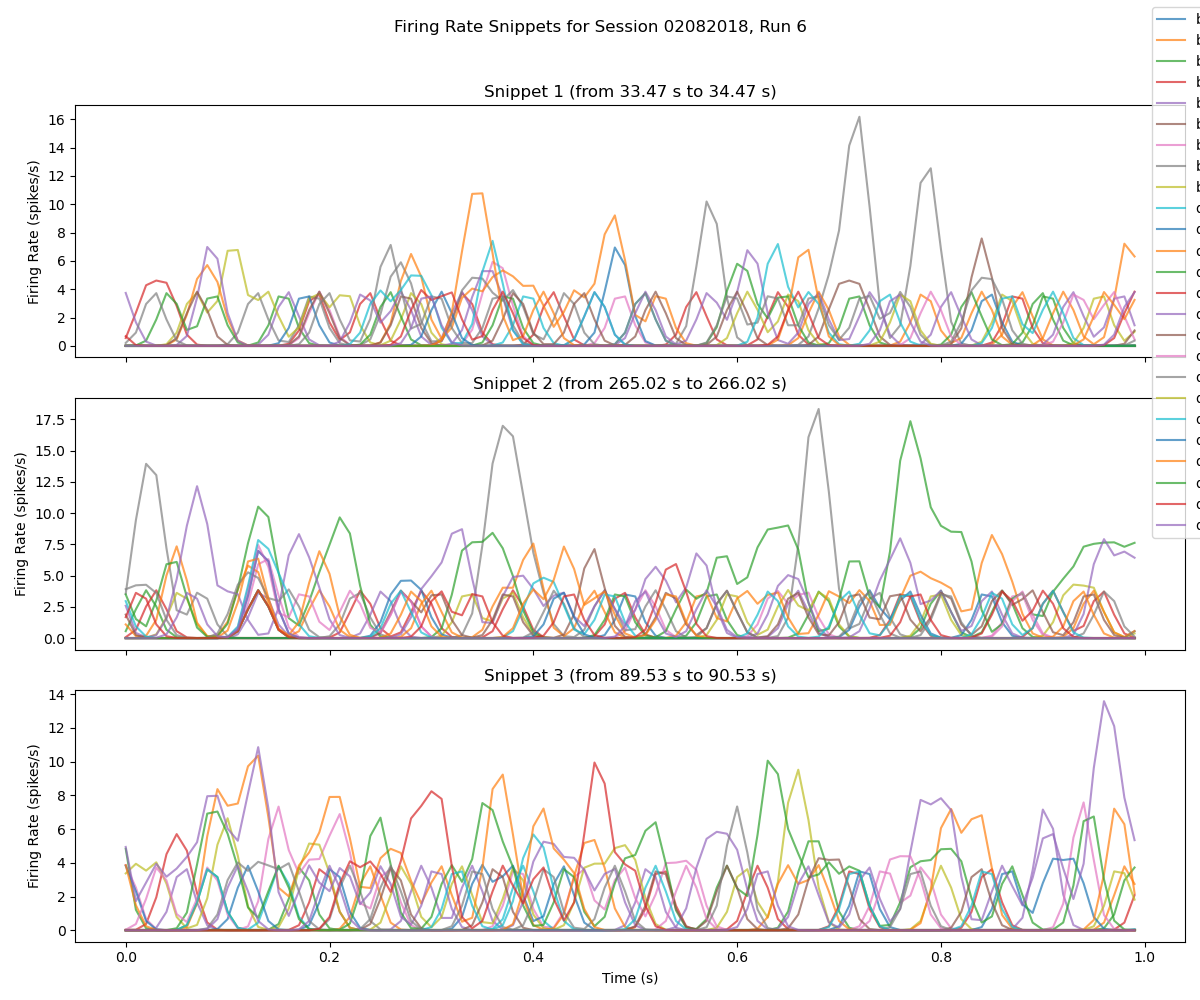 Firing Rate Snippets for Session 02082018, Run 6
Snippet 1 (from 33.47 s to 34.47 s)
Firing Rate (spikes/s)
16
14
12
10
8
6
4
2
0
Snippet 2 (from 265.02 s to 266.02 s)
Firing Rate (spikes/s)
17.5
15.0
12.5
10.0
7.5
5.0
2.5
0.0
Snippet 3 (from 89.53 s to 90.53 s)
Firing Rate (spikes/s)
14
12
10
8
6
4
2
0
0.0 0.2 0.4 0.6 0.8 1.0
Time (s)